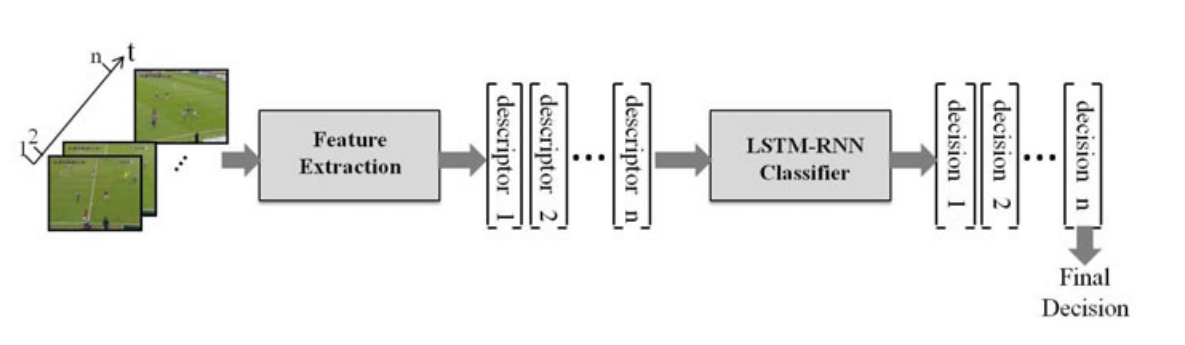 n t
1 2
Feature
Extraction
descriptor 1
descriptor 2
descriptor n
LSTM-RNN
Classifier
decision 1
decision 2
decision n
Final
Decision